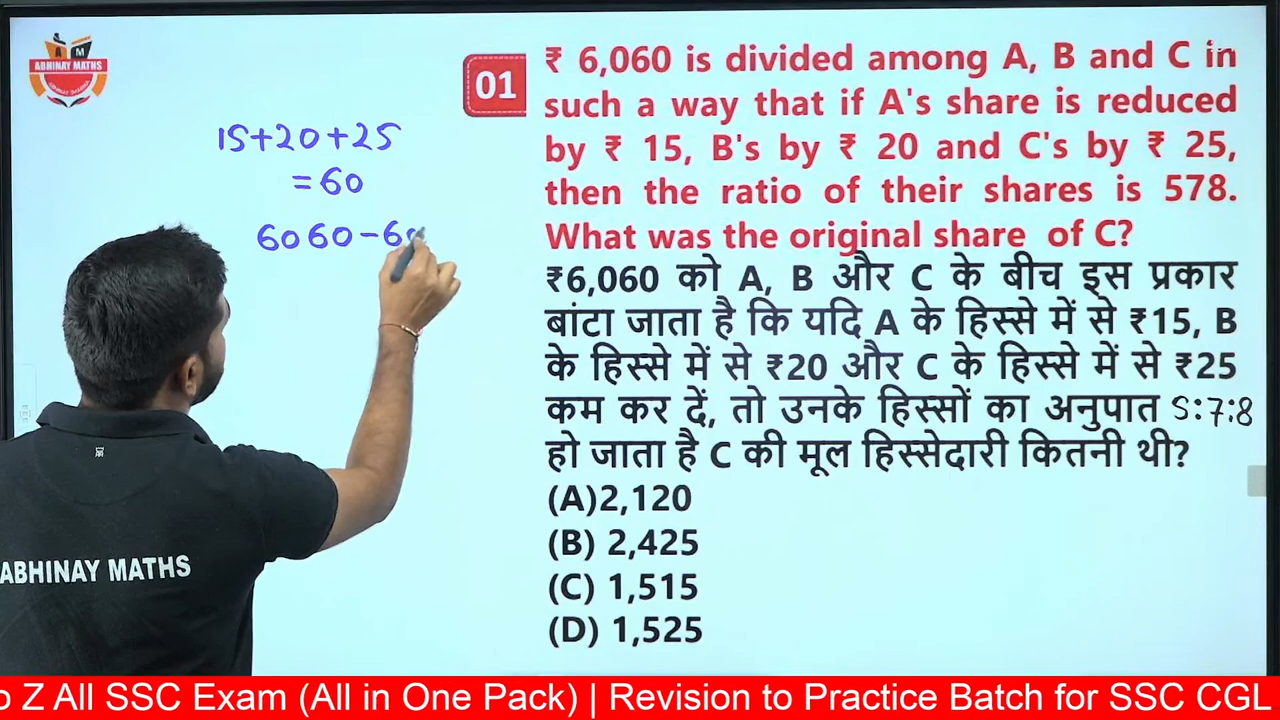 ABHINAY MATHS
01
₹ 6,060 is divided among A, B and C in
such a way that if A's share is reduced
by ₹ 15, B's by ₹ 20 and C's by ₹ 25,
then the ratio of their shares is 578.
What was the original share of C?
₹6,060 को A, B और C के बीच इस प्रकार
बांटा जाता है कि यदि A के हिस्से में से ₹15, B
के हिस्से में से ₹20 और C के हिस्से में से ₹25
कम कर दें, तो उनके हिस्सों का अनुपात 5:7:8
हो जाता है C की मूल हिस्सेदारी कितनी थी?
(A)2,120
(B) 2,425
(C) 1,515
(D) 1,525
15+20+25
=60
6060-60
ABHINAY MATHS
o Z All SSC Exam (All in One Pack) | Revision to Practice Batch for SSC CGL